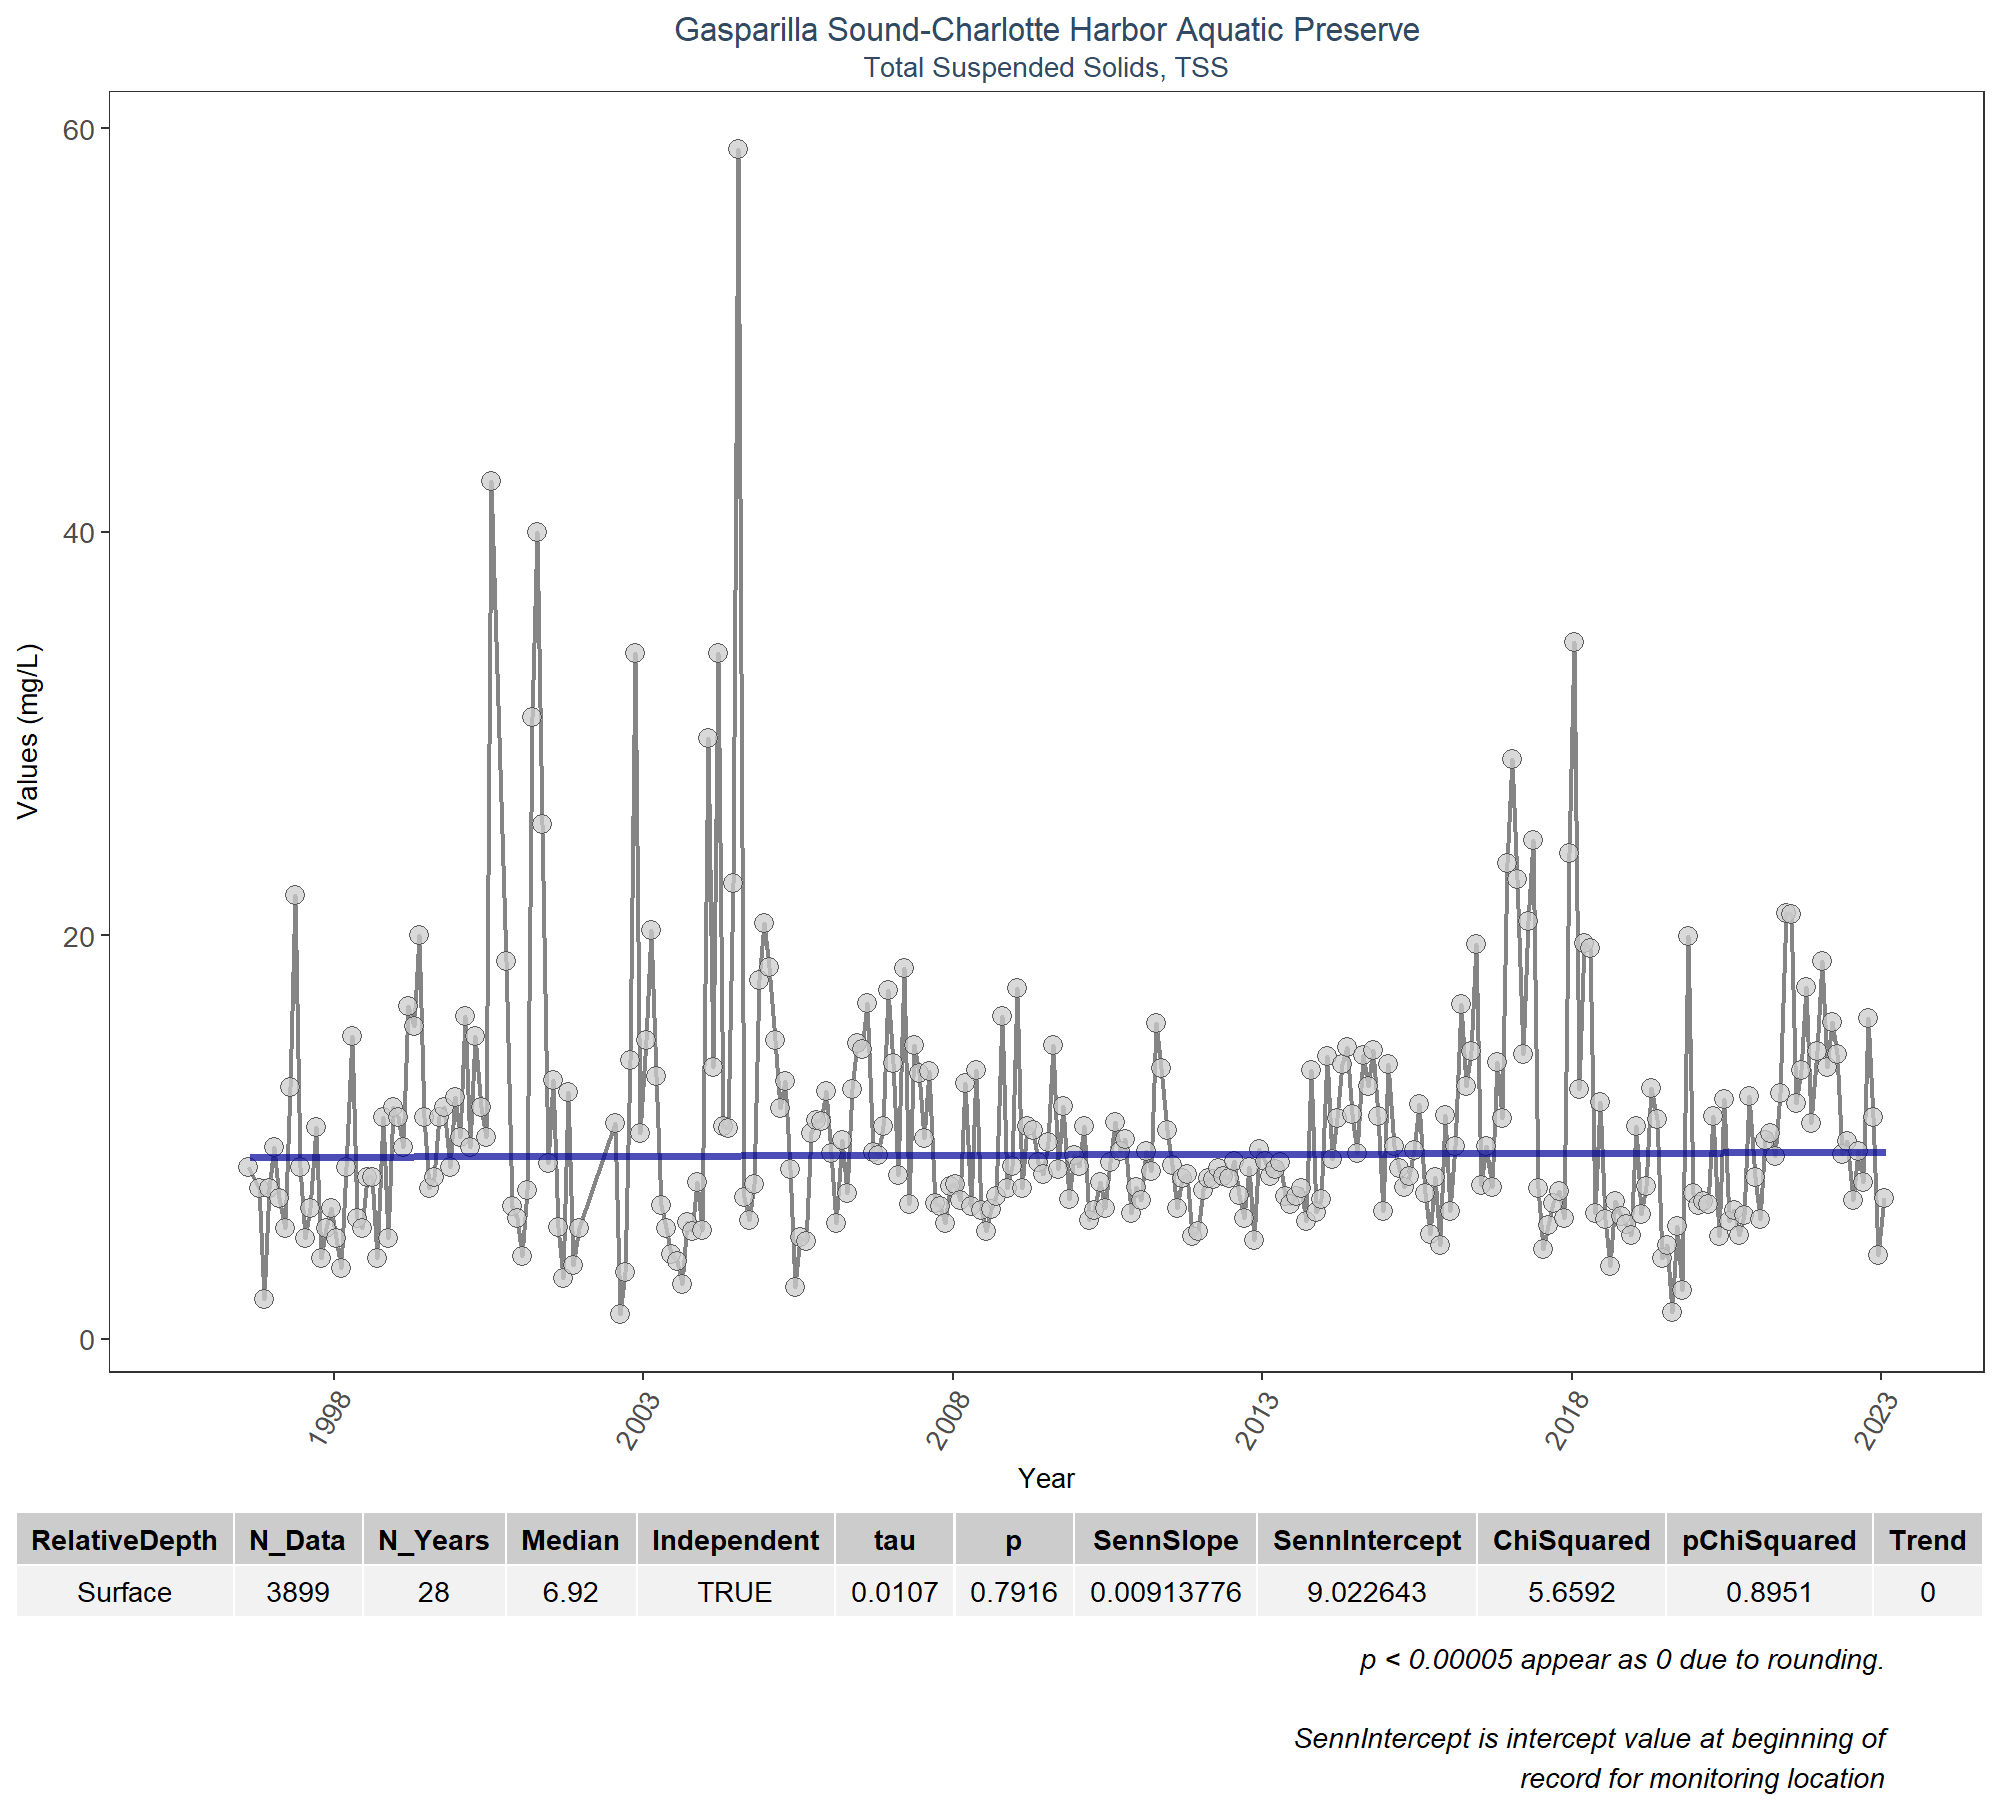 Gasparilla Sound-Charlotte Harbor Aquatic Preserve
Total Suspended Solids, TSS
60
40
20
0
Values (mg/L)
1998
2003
2008
2013
2018
2023
Year
RelativeDepth N_Data N_Years Median Independent tau p SennSlope SennIntercept ChiSquared pChiSquared Trend
Surface 3899 28 6.92 TRUE 0.0107 0.7916 0.00913776 9.022643 5.6592 0.8951 0
p < 0.00005 appear as 0 due to rounding.
SennIntercept is intercept value at beginning of
record for monitoring location